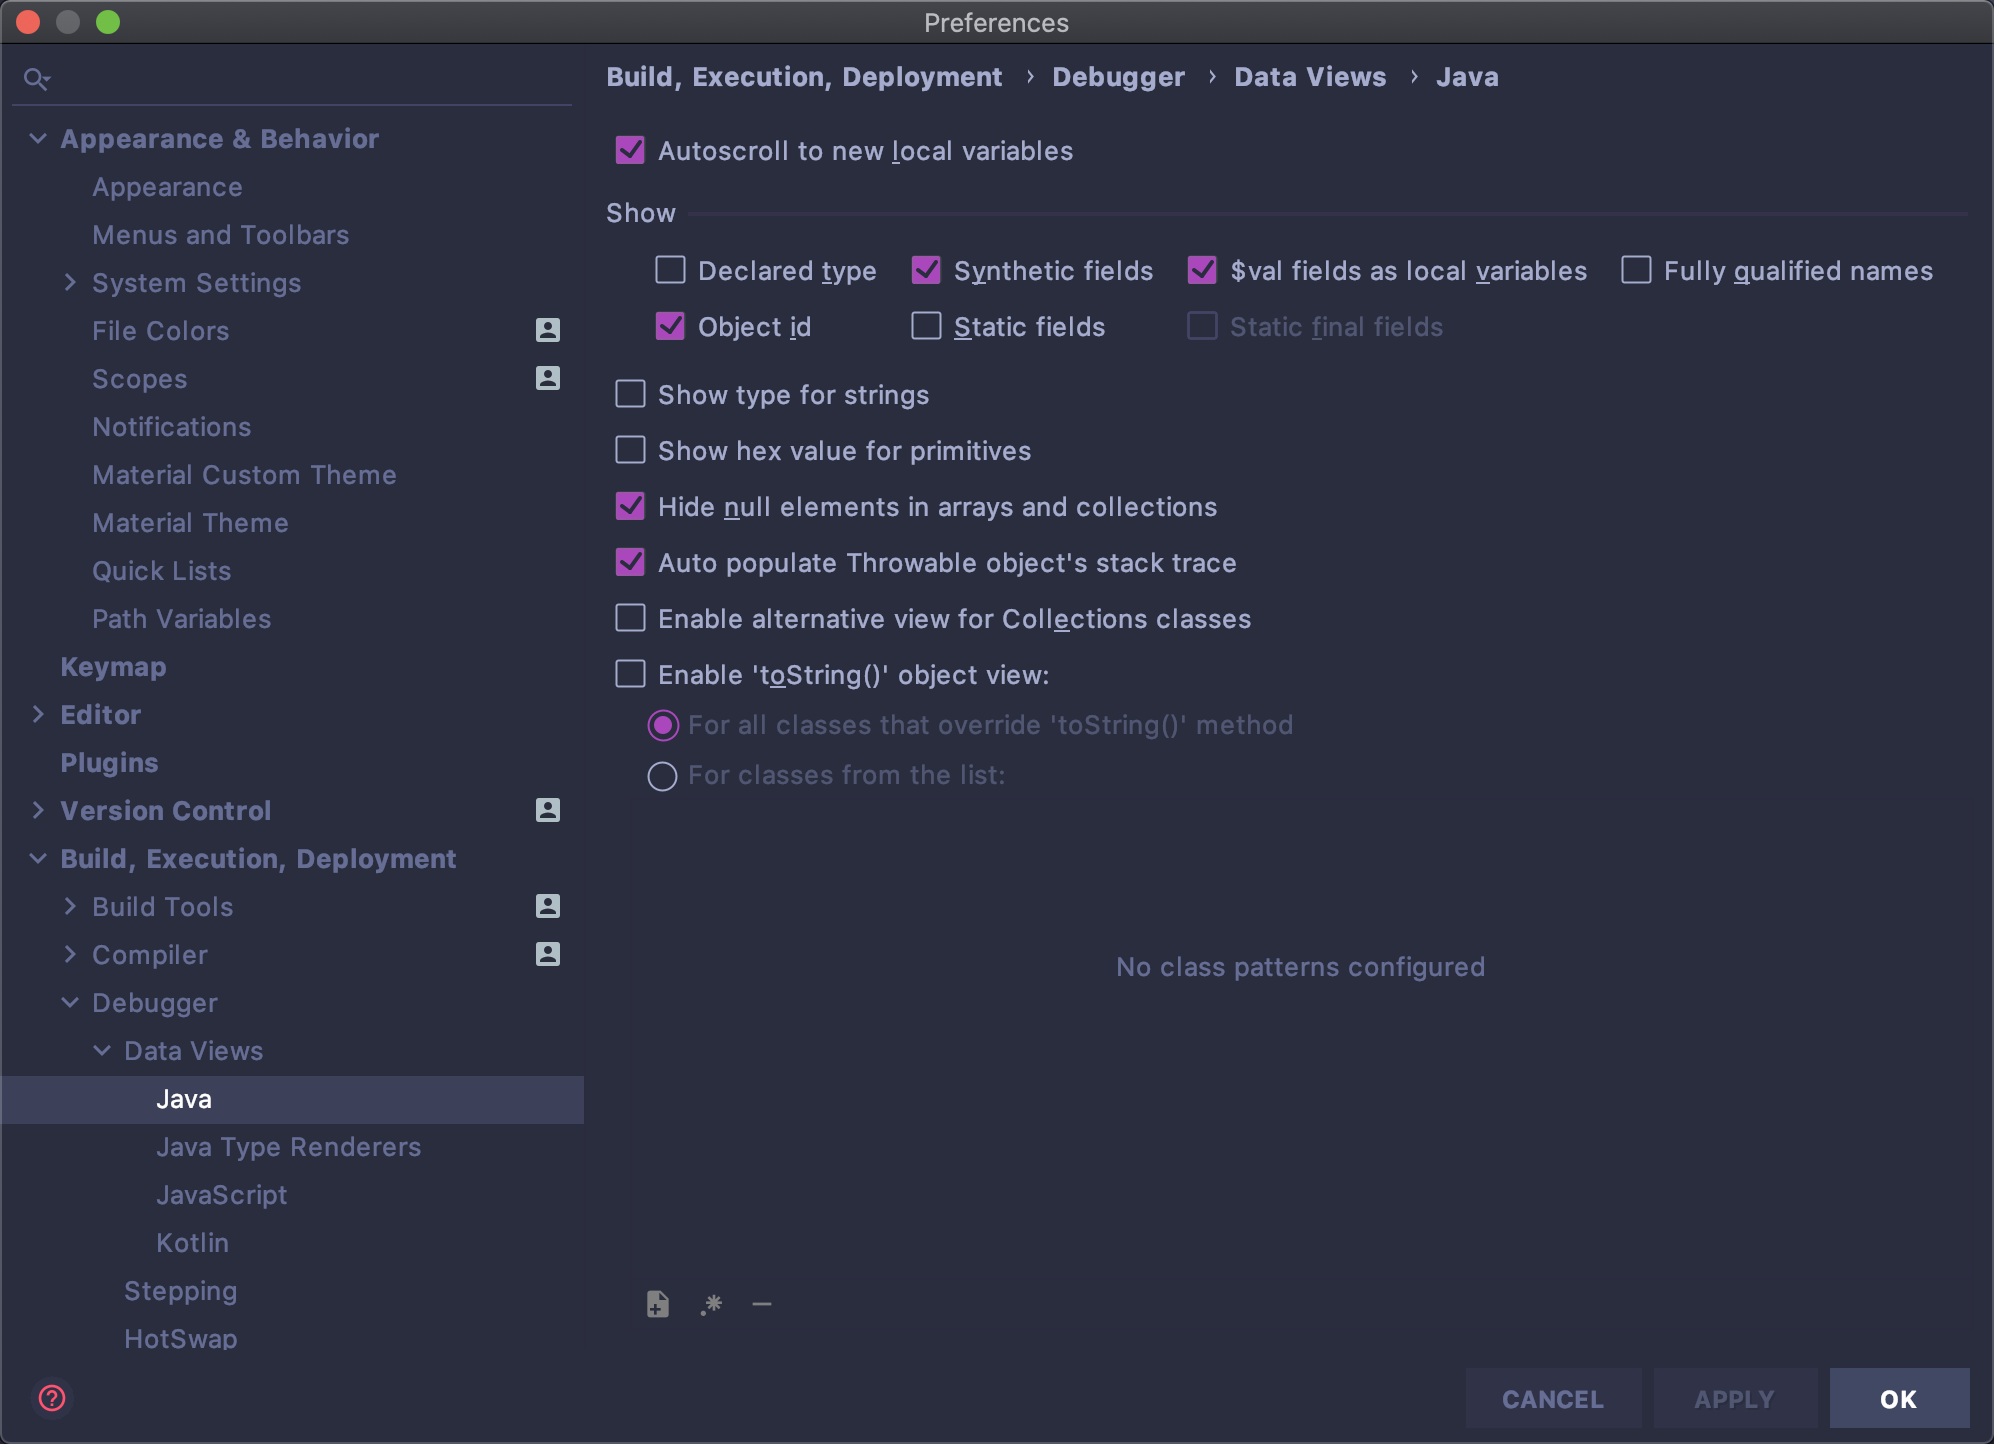 Preferences
Appearance & Behavior
Appearance
Menus and Toolbars
System Settings
File Colors
Scopes
Notifications
Material Custom Theme
Material Theme
Quick Lists
Path Variables
Keymap
Editor
Plugins
Version Control
Build, Execution, Deployment
Build Tools
Compiler
Debugger
Data Views
Java
Java Type Renderers
JavaScript
Kotlin
Stepping
HotSwap
Build, Execution, Deployment › Debugger › Data Views › Java
Autoscroll to new local variables
Show
Declared type Synthetic fields $val fields as local variables Fully qualified names
Object id Static fields Static final fields
Show type for strings
Show hex value for primitives
Hide null elements in arrays and collections
Auto populate Throwable object's stack trace
Enable alternative view for Collections classes
Enable 'toString()' object view:
For all classes that override 'toString()' method
For classes from the list:
No class patterns configured
CANCEL APPLY OK